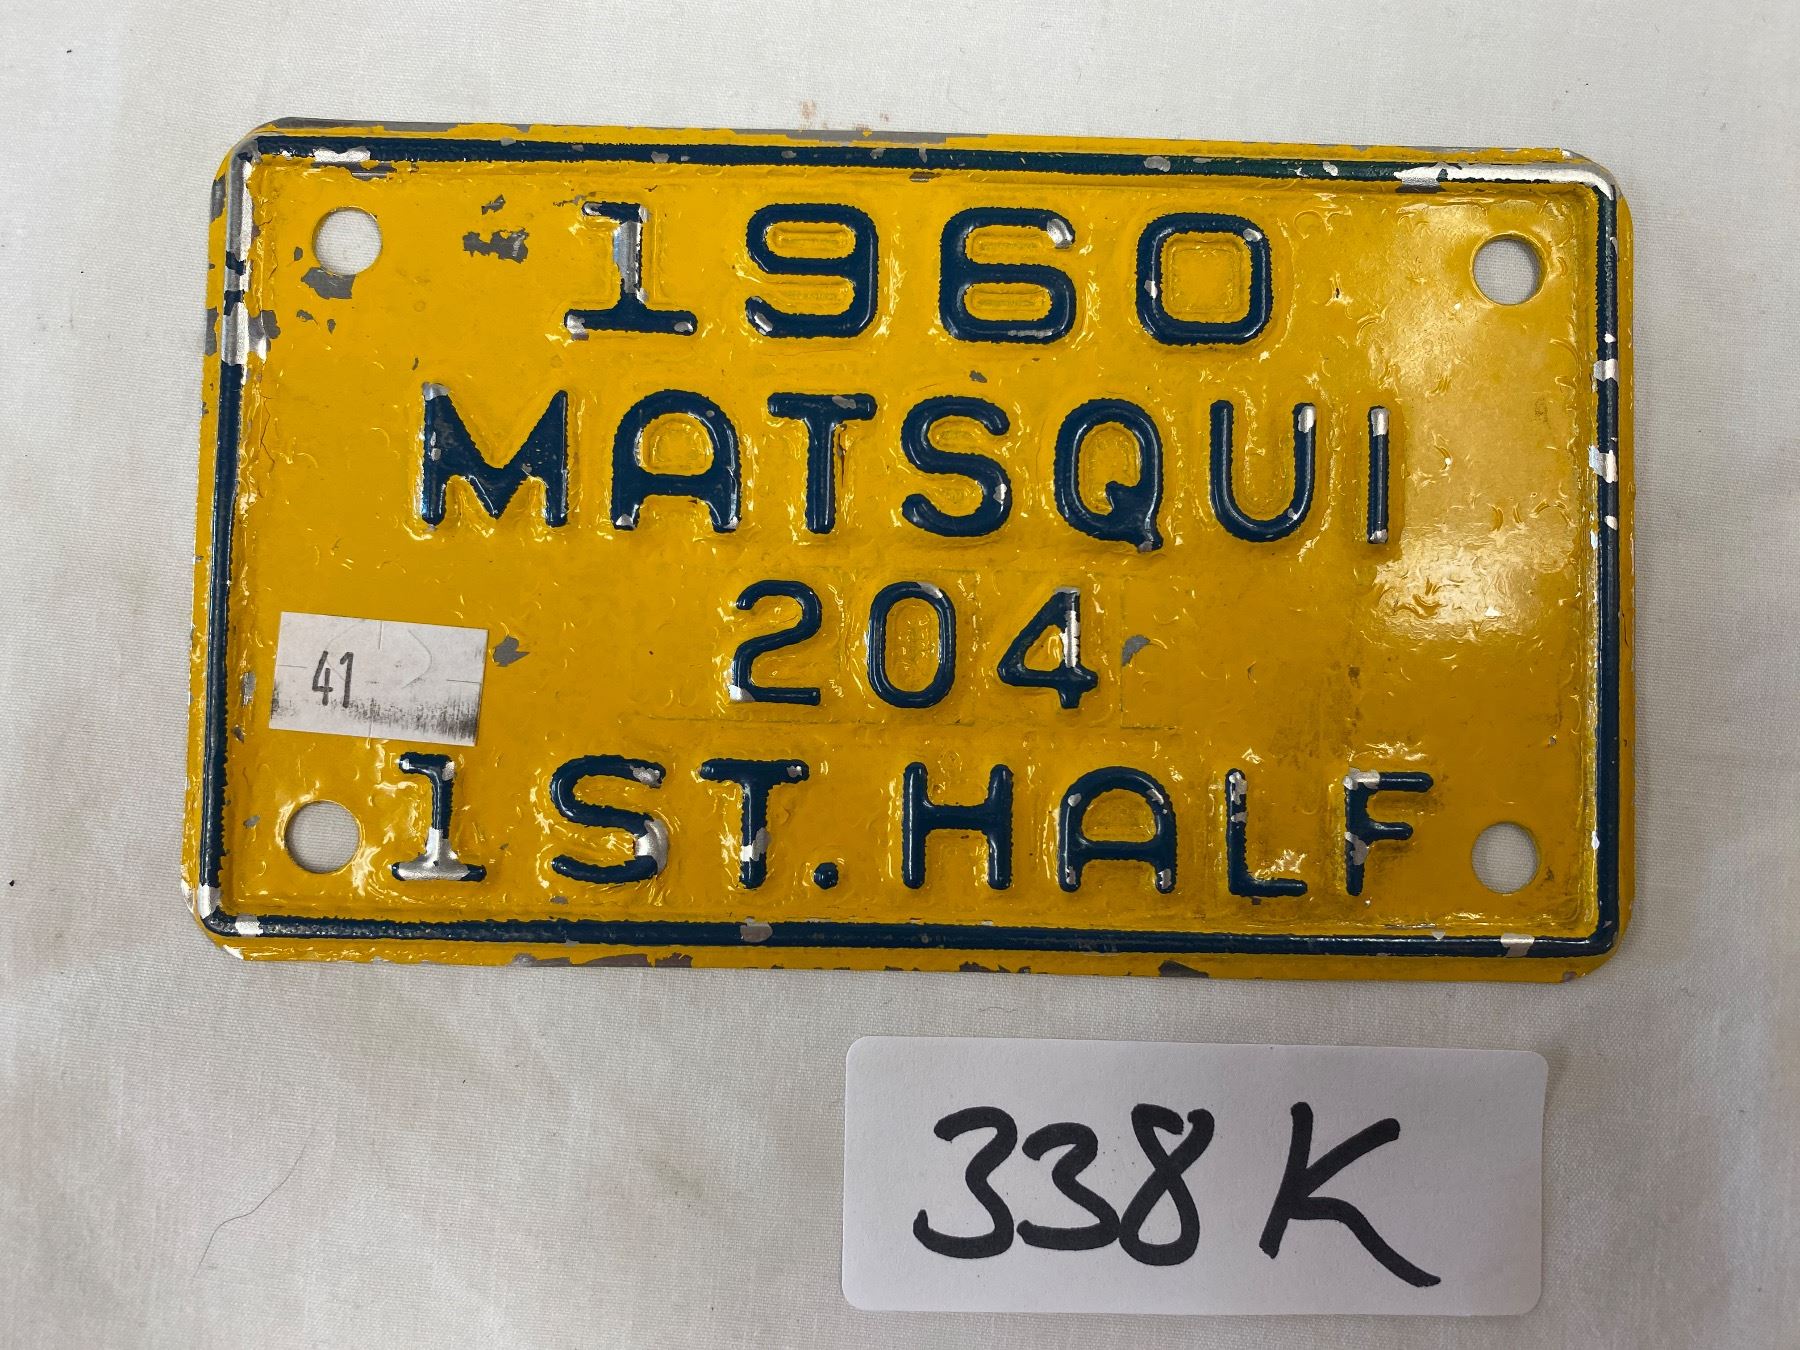 1960
MATSQUI
204
41
1ST. HALF
338 K